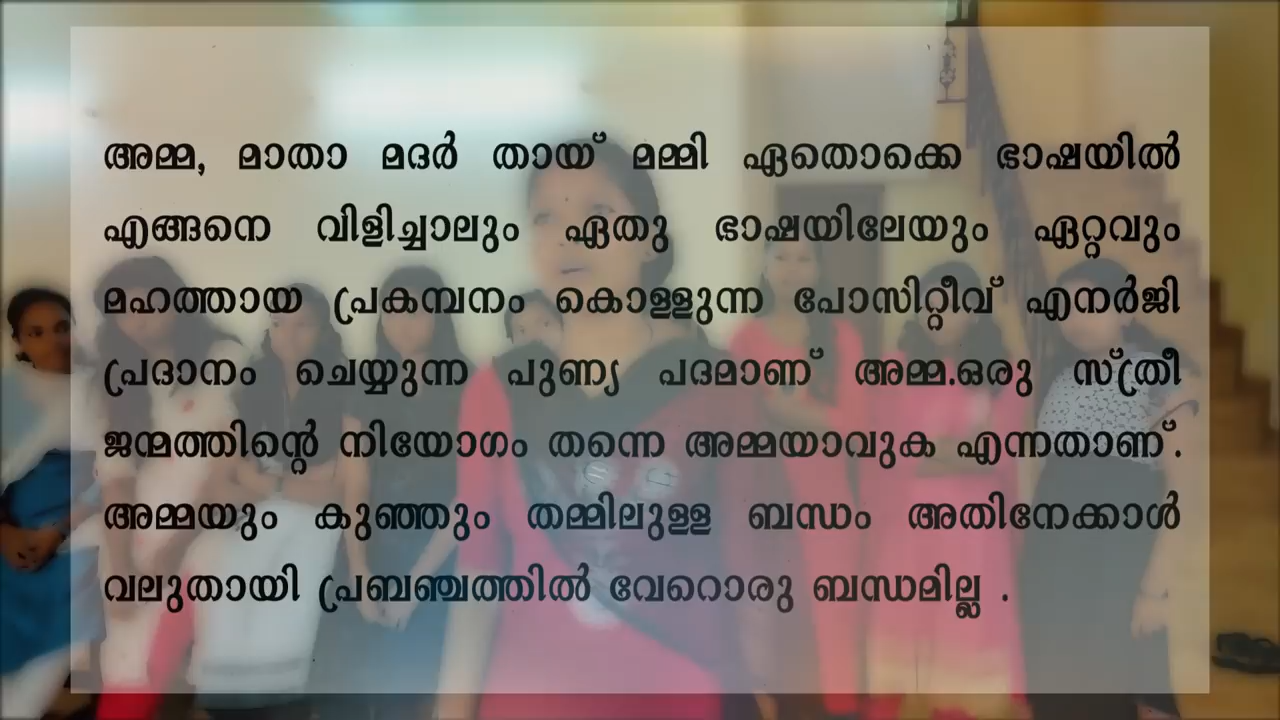 അമ്മ, മാതാ മദർ തായ് മമ്മി ഏതൊക്കെ ഭാഷയിൽ
എങ്ങനെ വിളിച്ചാലും ഏതു ഭാഷയിലേയും ഏറ്റവും
മഹത്തായ പ്രകമ്പനം കൊള്ളുന്ന പോസിറ്റീവ് എനർജി
പ്രദാനം ചെയ്യുന്ന പുണ്യ പദമാണ് അമ്മ.ഒരു സ്ത്രീ
ജന്മത്തിന്റെ നിയോഗം തന്നെ അമ്മയാവുക എന്നതാണ്.
അമ്മയും കുഞ്ഞും തമ്മിലുള്ള ബന്ധം അതിനേക്കാൾ
വലുതായി പ്രബഞ്ചത്തിൽ വേറൊരു ബന്ധമില്ല .